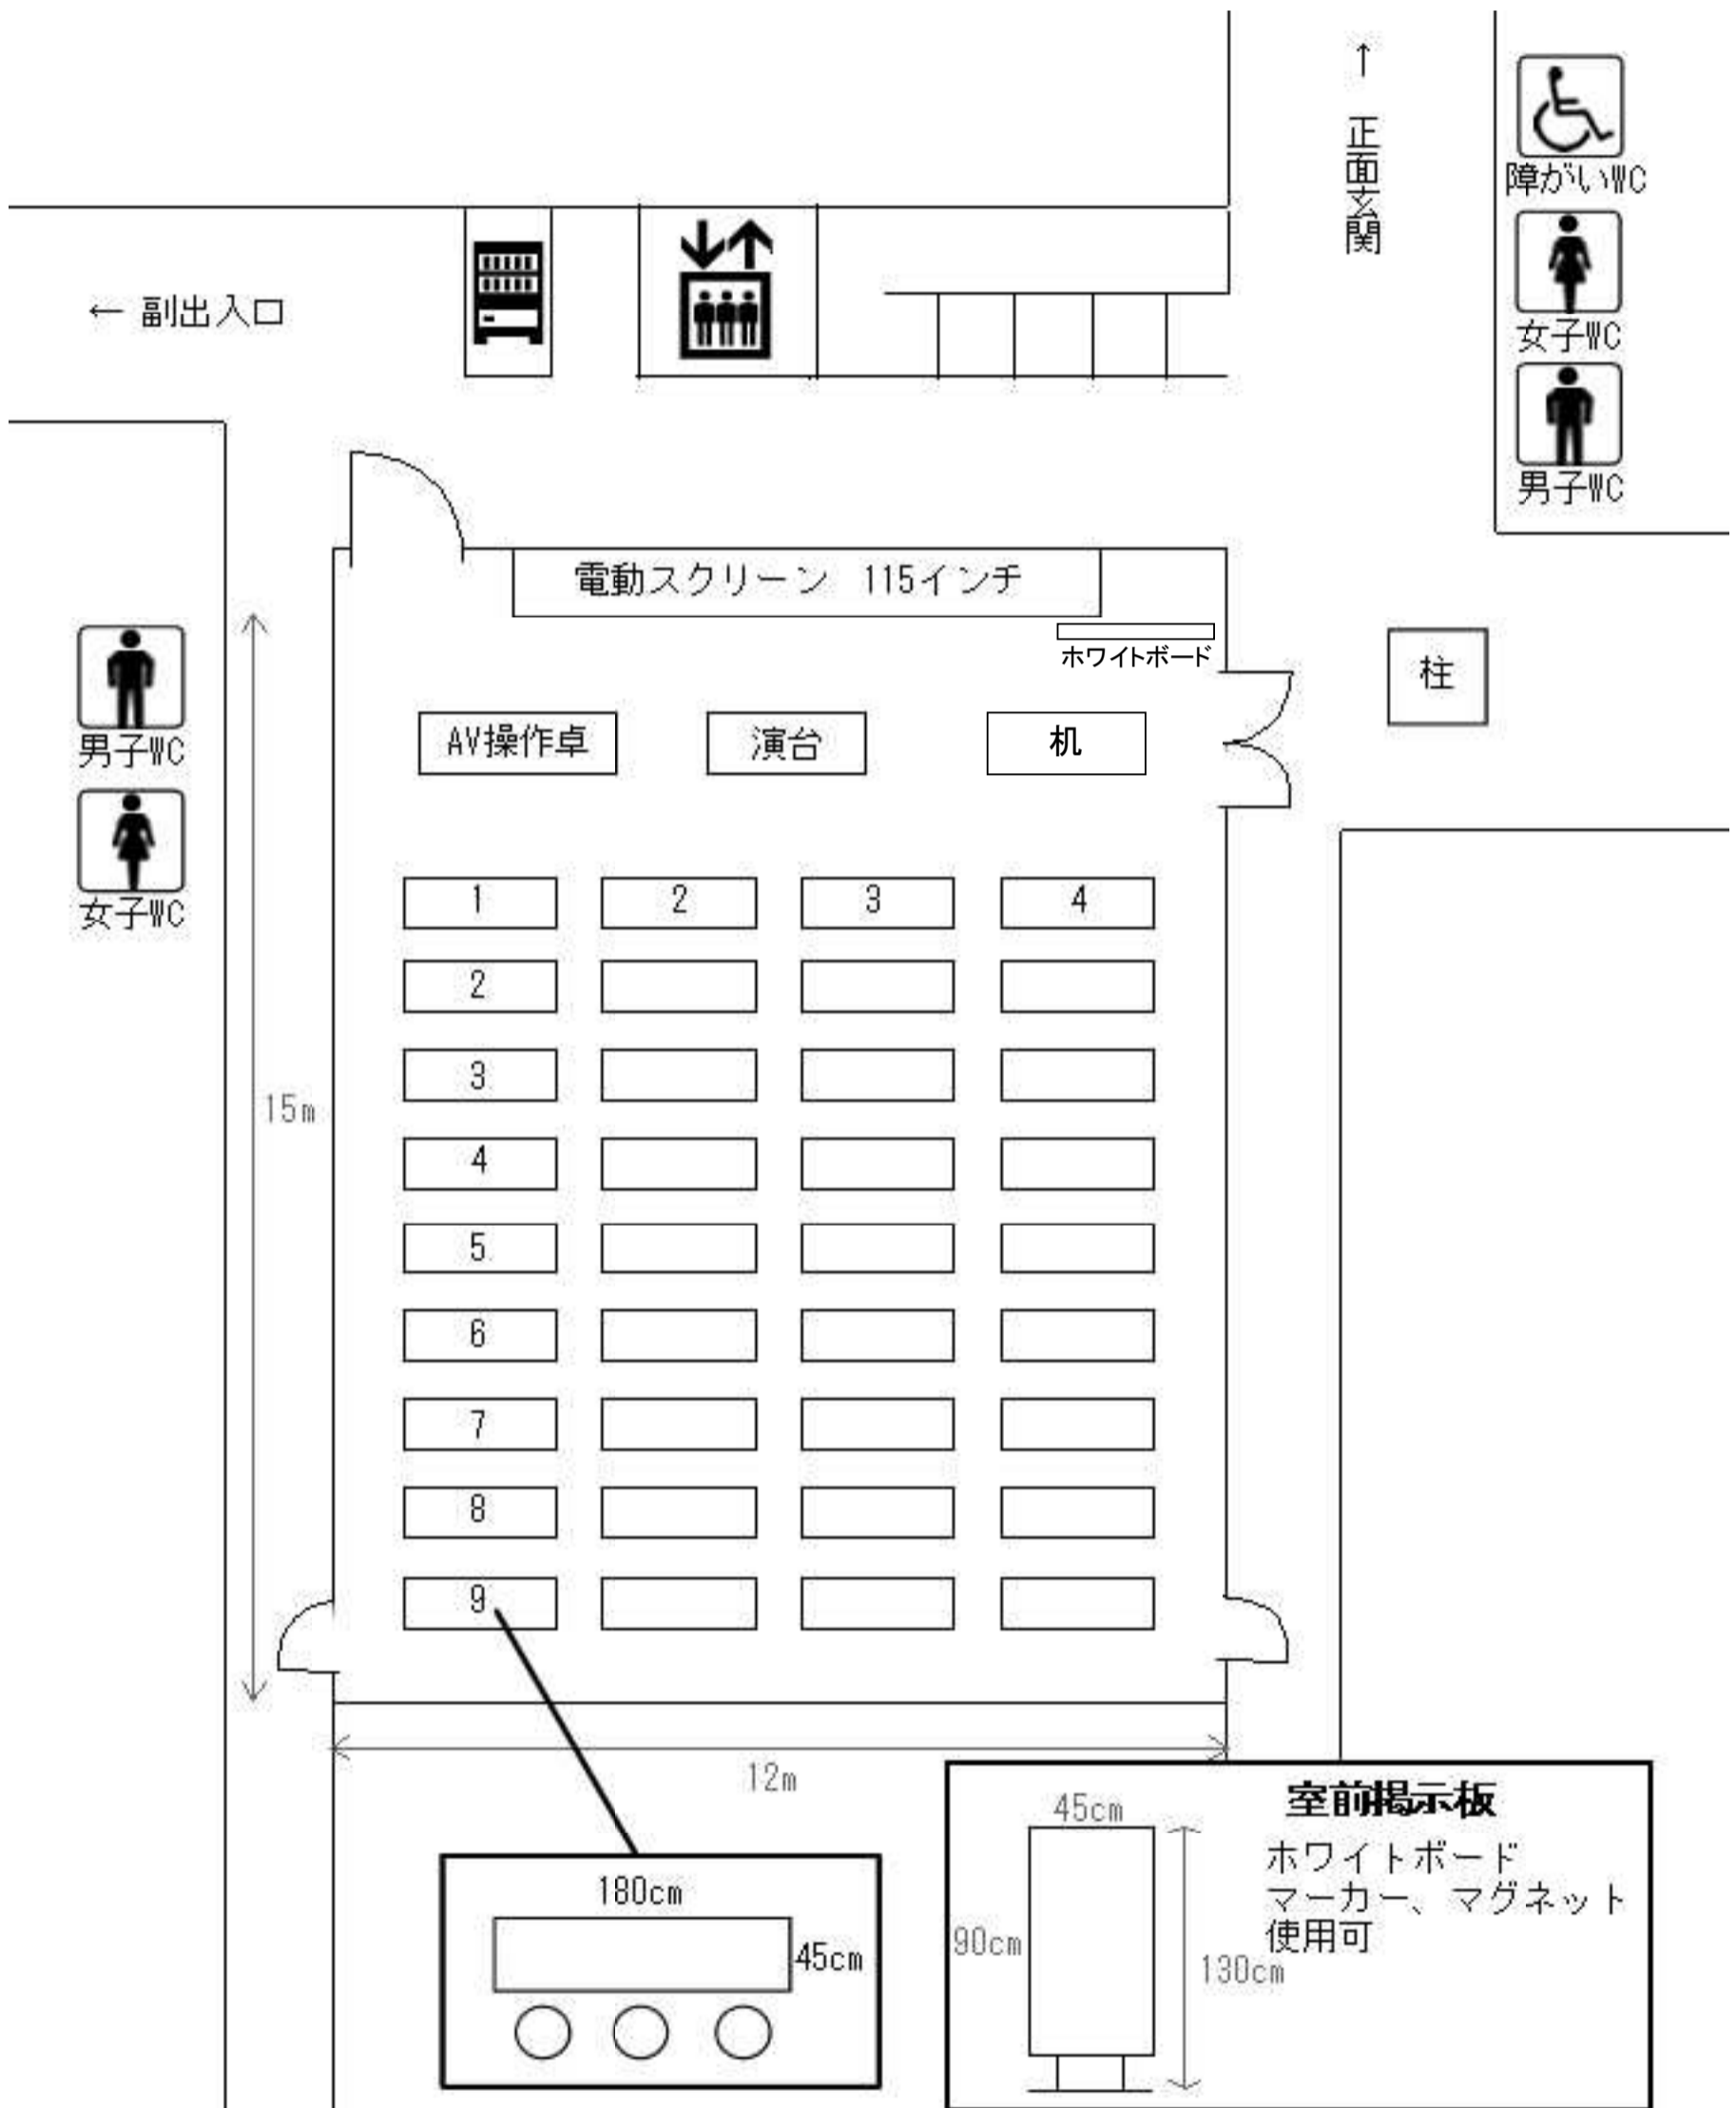 ↑ 正面玄関
障がいWC
女子WC
男子WC
← 副出入口
電動スクリーン 115インチ
ホワイトボード
柱
AV操作卓
演台
机
男子WC
女子WC
1
2
3
4
2
3
4
5
6
7
8
9
15m
12m
180cm
45cm
室前掲示板
45cm
ホワイトボード
マーカー、マグネット
使用可
90cm
130cm